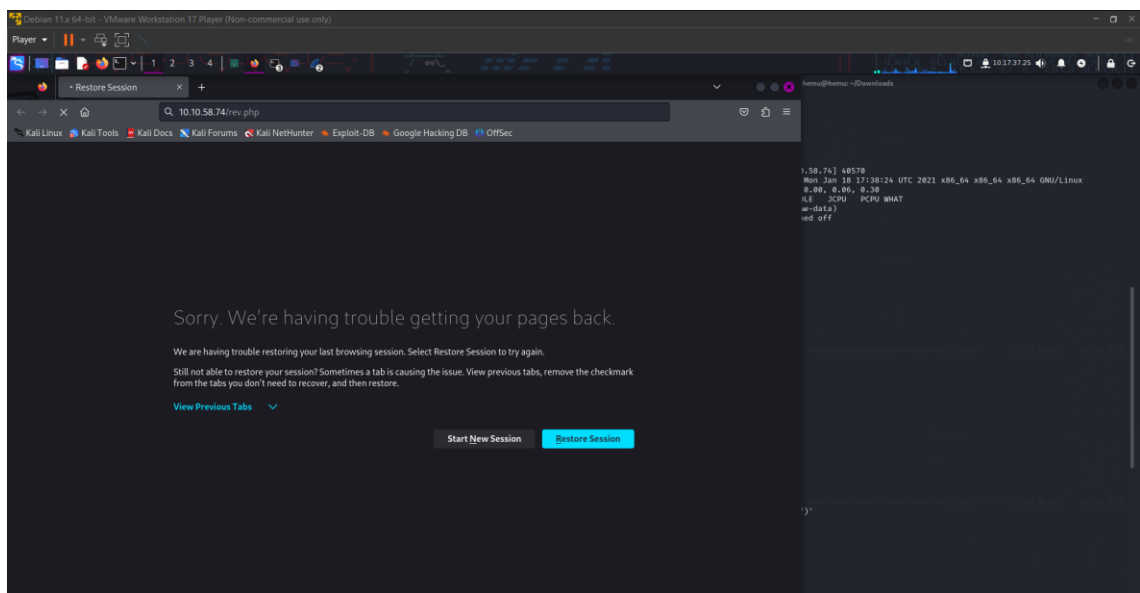 Debian 11.x 64-bit - VMware Workstation 17 Player (Non-commercial use only)
Player
1 2 3 4
10.17.37.25
Restore Session
hemu@hemu: ~/Downloads
10.10.58.74/rev.php
Kali Linux Kali Tools Kali Docs Kali Forums Kali NetHunter Exploit-DB Google Hacking DB OffSec
.58.74] 40570
Mon Jan 18 17:38:24 UTC 2021 x86_64 x86_64 x86_64 GNU/Linux
0.00, 0.06, 0.30
DLE JCPU PCPU WHAT
ww-data)
ned off
Sorry. We're having trouble getting your pages back.
We are having trouble restoring your last browsing session. Select Restore Session to try again.
Still not able to restore your session? Sometimes a tab is causing the issue. View previous tabs, remove the checkmark
from the tabs you don't need to recover, and then restore.
View Previous Tabs
Start New Session Restore Session
')'